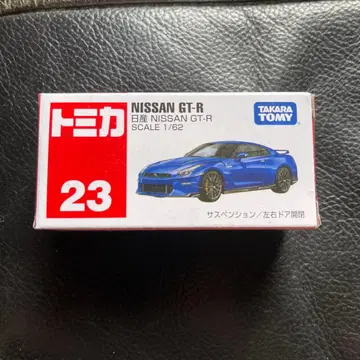 トミカ
23
NISSAN GT-R
日産 NISSAN GT-R
SCALE 1/62
TAKARA
TOMY
サスペンション/左右ドア開閉